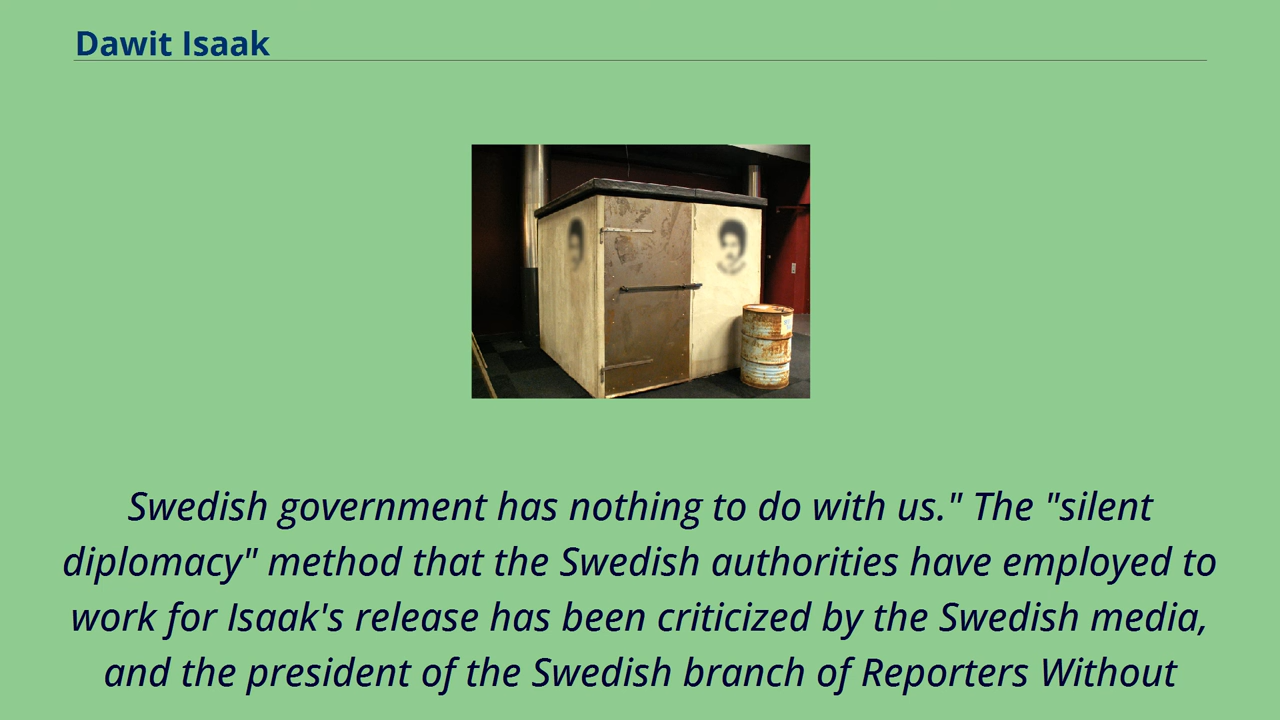 Dawit Isaak
Swedish government has nothing to do with us." The "silent
diplomacy" method that the Swedish authorities have employed to
work for Isaak's release has been criticized by the Swedish media,
and the president of the Swedish branch of Reporters Without